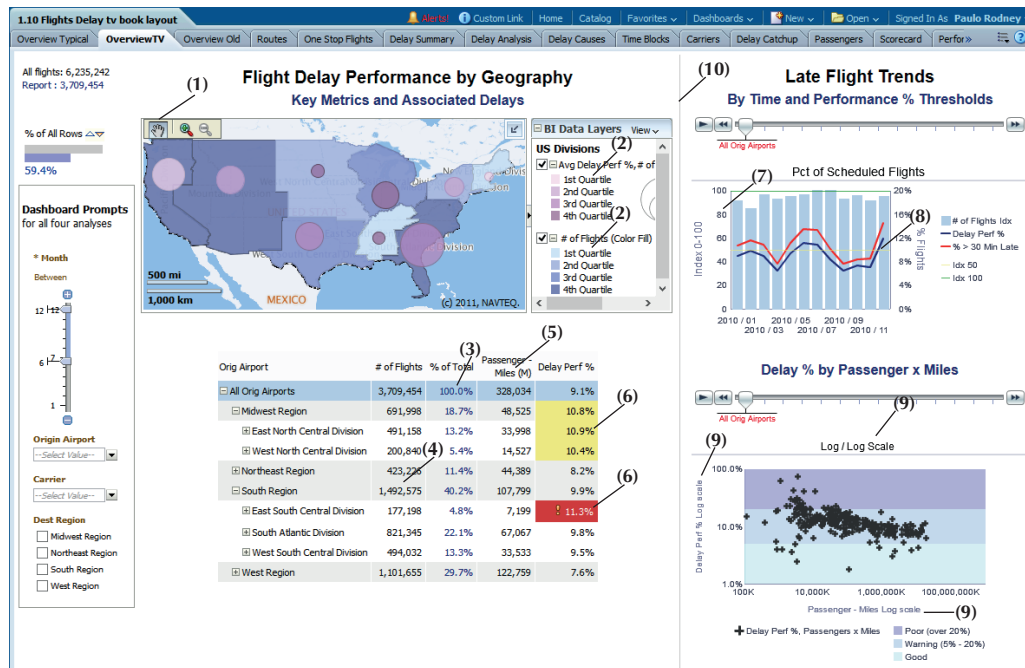 1.10 Flights Delay tv book layout
Alerts! Custom Link Home Catalog Favorites Dashboards New Open Signed In As Paulo Rodney
Overview Typical OverviewTV Overview Old Routes One Stop Flights Delay Summary Delay Analysis Delay Causes Time Blocks Carriers Delay Catchup Passengers Scorecard Perfor»
All flights: 6,235,242
Report : 3,709,454
% of All Rows
59.4%
Dashboard Prompts
for all four analyses
* Month
Between
12 12
6 7
1
Origin Airport
--Select Value--
Carrier
--Select Value--
Dest Region
Midwest Region
Northeast Region
South Region
West Region
Flight Delay Performance by Geography
Key Metrics and Associated Delays
(1)
500 mi
1,000 km
MEXICO
(c) 2011, NAVTEQ.
BI Data Layers View
(2)
US Divisions
Avg Delay Perf %, # of
1st Quartile
2nd Quartile
3rd Quartile
4th Quartile
(2)
# of Flights (Color Fill)
1st Quartile
2nd Quartile
3rd Quartile
4th Quartile
(3) (5)
Orig Airport # of Flights % of Total Passenger - Miles (M) Delay Perf %
All Orig Airports 3,709,454 100.0% 328,034 9.1%
Midwest Region 691,998 18.7% 48,525 10.8%
(6)
East North Central Division 491,158 13.2% 33,998 10.9%
West North Central Division 200,840 5.4% 14,527 10.4%
(4)
Northeast Region 423,226 11.4% 44,389 8.2%
South Region 1,492,575 40.2% 107,799 9.9%
(6)
East South Central Division 177,198 4.8% 7,199 ! 11.3%
South Atlantic Division 821,345 22.1% 67,067 9.8%
West South Central Division 494,032 13.3% 33,533 9.5%
West Region 1,101,655 29.7% 122,759 7.6%
(10)
Late Flight Trends
By Time and Performance % Thresholds
All Orig Airports
Pct of Scheduled Flights
(7)
(8)
Index 0-100
100
80
60
40
20
0
20%
16%
12%
8%
4%
0%
% Flights
2010 / 01 2010 / 05 2010 / 09
2010 / 03 2010 / 07 2010 / 11
# of Flights Idx
Delay Perf %
% > 30 Min Late
Idx 50
Idx 100
Delay % by Passenger x Miles
All Orig Airports
(9)
Log / Log Scale
(9)
Delay Perf % Log scale
100.0%
10.0%
1.0%
100K 10,000K 1,000,000K 100,000,000K
Passenger - Miles Log scale
(9)
Delay Perf %, Passengers x Miles
Poor (over 20%)
Warning (5% - 20%)
Good